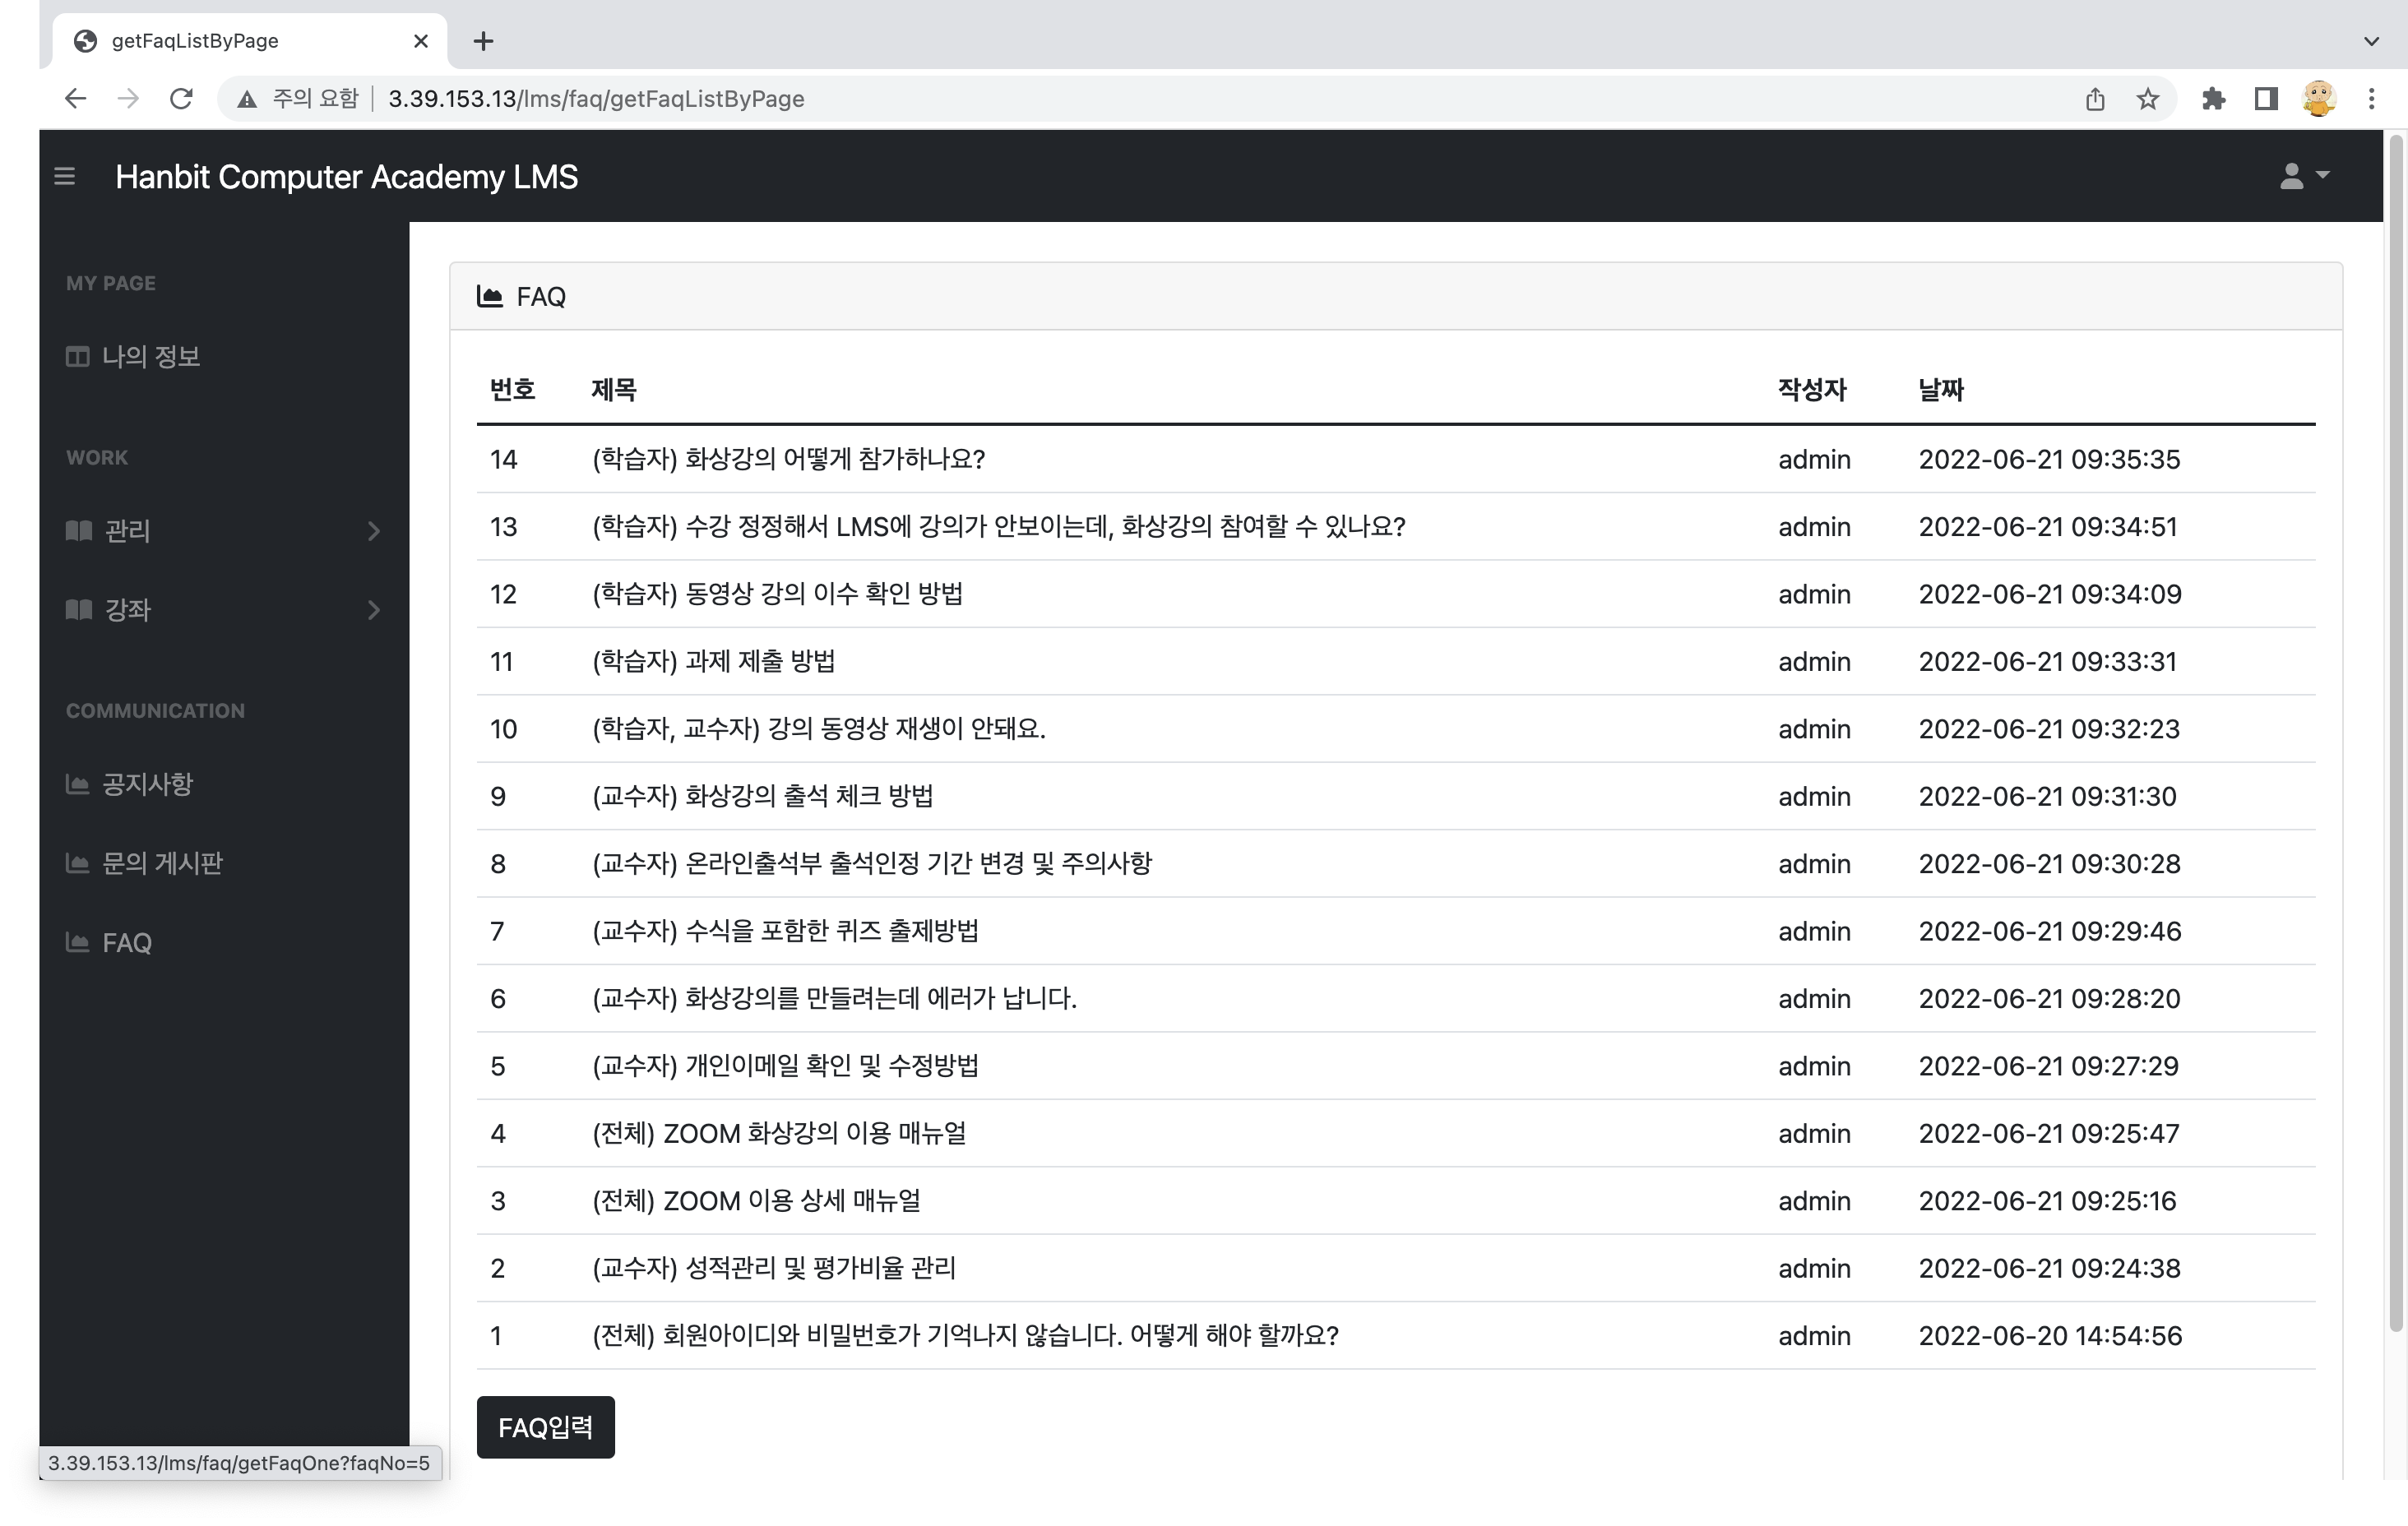 getFaqListByPage
주의 요함 3.39.153.13/lms/faq/getFaqListByPage
Hanbit Computer Academy LMS
MY PAGE
나의 정보
WORK
관리
강좌
COMMUNICATION
공지사항
문의 게시판
FAQ
FAQ
번호 제목 작성자 날짜
14 (학습자) 화상강의 어떻게 참가하나요? admin 2022-06-21 09:35:35
13 (학습자) 수강 정정해서 LMS에 강의가 안보이는데, 화상강의 참여할 수 있나요? admin 2022-06-21 09:34:51
12 (학습자) 동영상 강의 이수 확인 방법 admin 2022-06-21 09:34:09
11 (학습자) 과제 제출 방법 admin 2022-06-21 09:33:31
10 (학습자, 교수자) 강의 동영상 재생이 안돼요. admin 2022-06-21 09:32:23
9 (교수자) 화상강의 출석 체크 방법 admin 2022-06-21 09:31:30
8 (교수자) 온라인출석부 출석인정 기간 변경 및 주의사항 admin 2022-06-21 09:30:28
7 (교수자) 수식을 포함한 퀴즈 출제방법 admin 2022-06-21 09:29:46
6 (교수자) 화상강의를 만들려는데 에러가 납니다. admin 2022-06-21 09:28:20
5 (교수자) 개인이메일 확인 및 수정방법 admin 2022-06-21 09:27:29
4 (전체) ZOOM 화상강의 이용 매뉴얼 admin 2022-06-21 09:25:47
3 (전체) ZOOM 이용 상세 매뉴얼 admin 2022-06-21 09:25:16
2 (교수자) 성적관리 및 평가비율 관리 admin 2022-06-21 09:24:38
1 (전체) 회원아이디와 비밀번호가 기억나지 않습니다. 어떻게 해야 할까요? admin 2022-06-20 14:54:56
FAQ입력
3.39.153.13/lms/faq/getFaqOne?faqNo=5